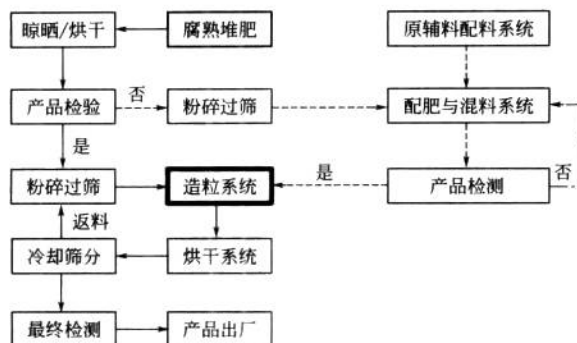 晾晒/烘干
腐熟堆肥
原辅料配料系统
产品检验
否
粉碎过筛
配肥与混料系统
是
粉碎过筛
造粒系统
是
产品检测
否
返料
冷却筛分
烘干系统
最终检测
产品出厂